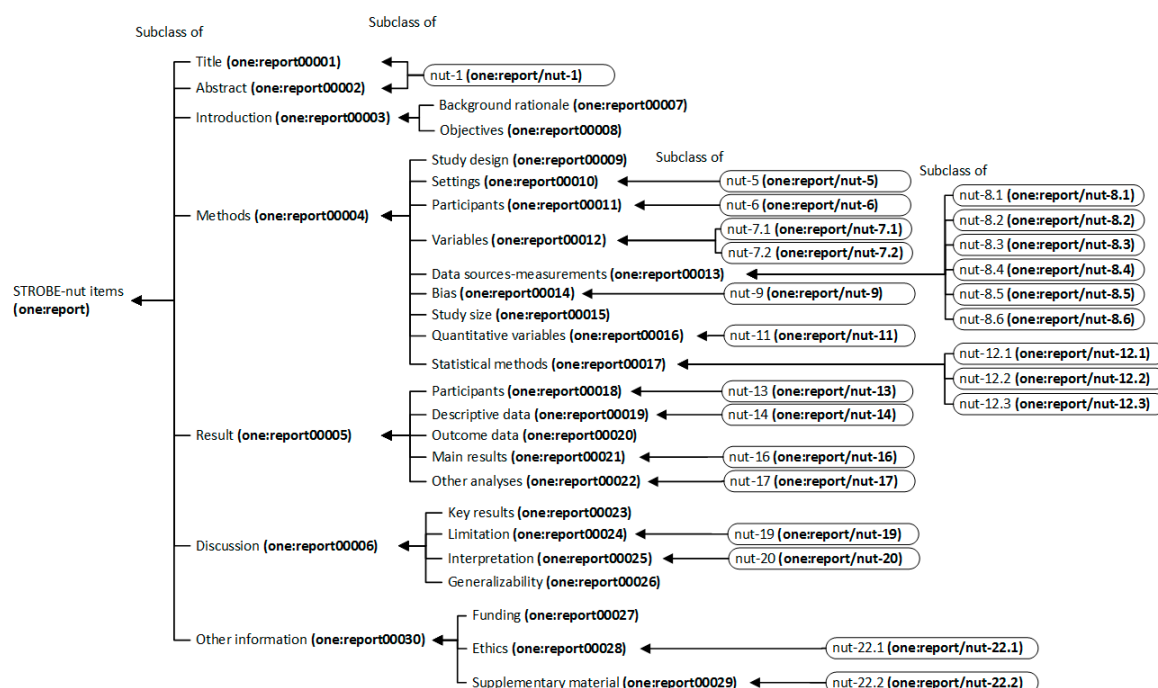 Subclass of
Subclass of
Title (one:report00001)
nut-1 (one:report/nut-1)
Abstract (one:report00002)
Introduction (one:report00003)
Background rationale (one:report00007)
Objectives (one:report00008)
Study design (one:report00009)
Subclass of
Subclass of
Settings (one:report00010)
nut-5 (one:report/nut-5)
Participants (one:report00011)
nut-6 (one:report/nut-6)
Methods (one:report00004)
Variables (one:report00012)
nut-7.1 (one:report/nut-7.1)
nut-7.2 (one:report/nut-7.2)
nut-8.1 (one:report/nut-8.1)
nut-8.2 (one:report/nut-8.2)
nut-8.3 (one:report/nut-8.3)
nut-8.4 (one:report/nut-8.4)
nut-8.5 (one:report/nut-8.5)
nut-8.6 (one:report/nut-8.6)
Data sources-measurements (one:report00013)
Bias (one:report00014)
nut-9 (one:report/nut-9)
STROBE-nut items
(one:report)
Study size (one:report00015)
Quantitative variables (one:report00016)
nut-11 (one:report/nut-11)
Statistical methods (one:report00017)
nut-12.1 (one:report/nut-12.1)
nut-12.2 (one:report/nut-12.2)
nut-12.3 (one:report/nut-12.3)
Participants (one:report00018)
nut-13 (one:report/nut-13)
Descriptive data (one:report00019)
nut-14 (one:report/nut-14)
Result (one:report00005)
Outcome data (one:report00020)
Main results (one:report00021)
nut-16 (one:report/nut-16)
Other analyses (one:report00022)
nut-17 (one:report/nut-17)
Key results (one:report00023)
Limitation (one:report00024)
nut-19 (one:report/nut-19)
Discussion (one:report00006)
Interpretation (one:report00025)
nut-20 (one:report/nut-20)
Generalizability (one:report00026)
Funding (one:report00027)
Other information (one:report00030)
Ethics (one:report00028)
nut-22.1 (one:report/nut-22.1)
Supplementary material (one:report00029)
nut-22.2 (one:report/nut-22.2)